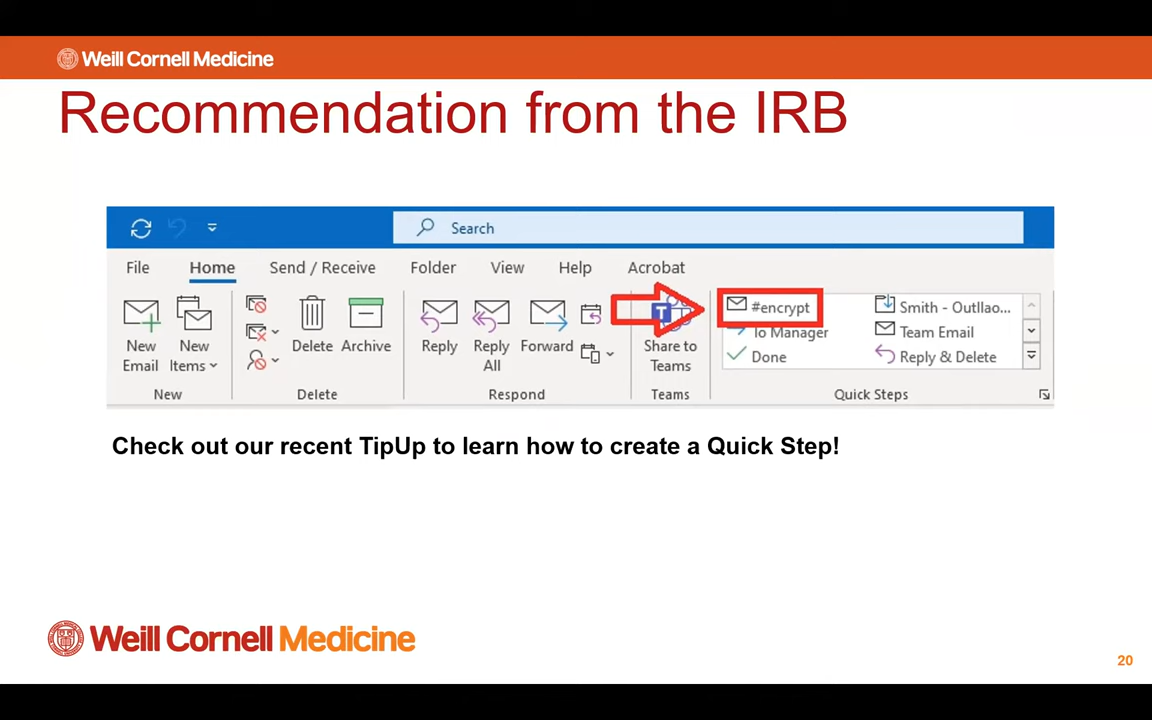 Weill Cornell Medicine
Recommendation from the IRB
Search
File Home Send / Receive Folder View Help Acrobat
#encrypt Smith - Outllao...
To Manager Team Email
New Email New Items Delete Archive Reply Reply All Forward Share to Teams Done Reply & Delete
New Delete Respond Teams Quick Steps
Check out our recent TipUp to learn how to create a Quick Step!
Weill Cornell Medicine
20